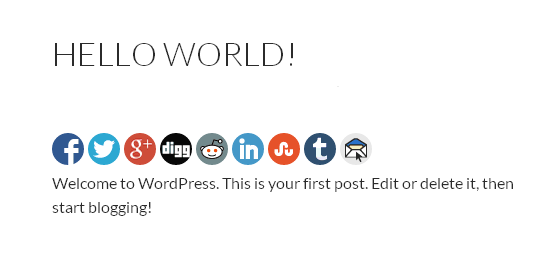 HELLO WORLD!
digg
Welcome to WordPress. This is your first post. Edit or delete it, then
start blogging!